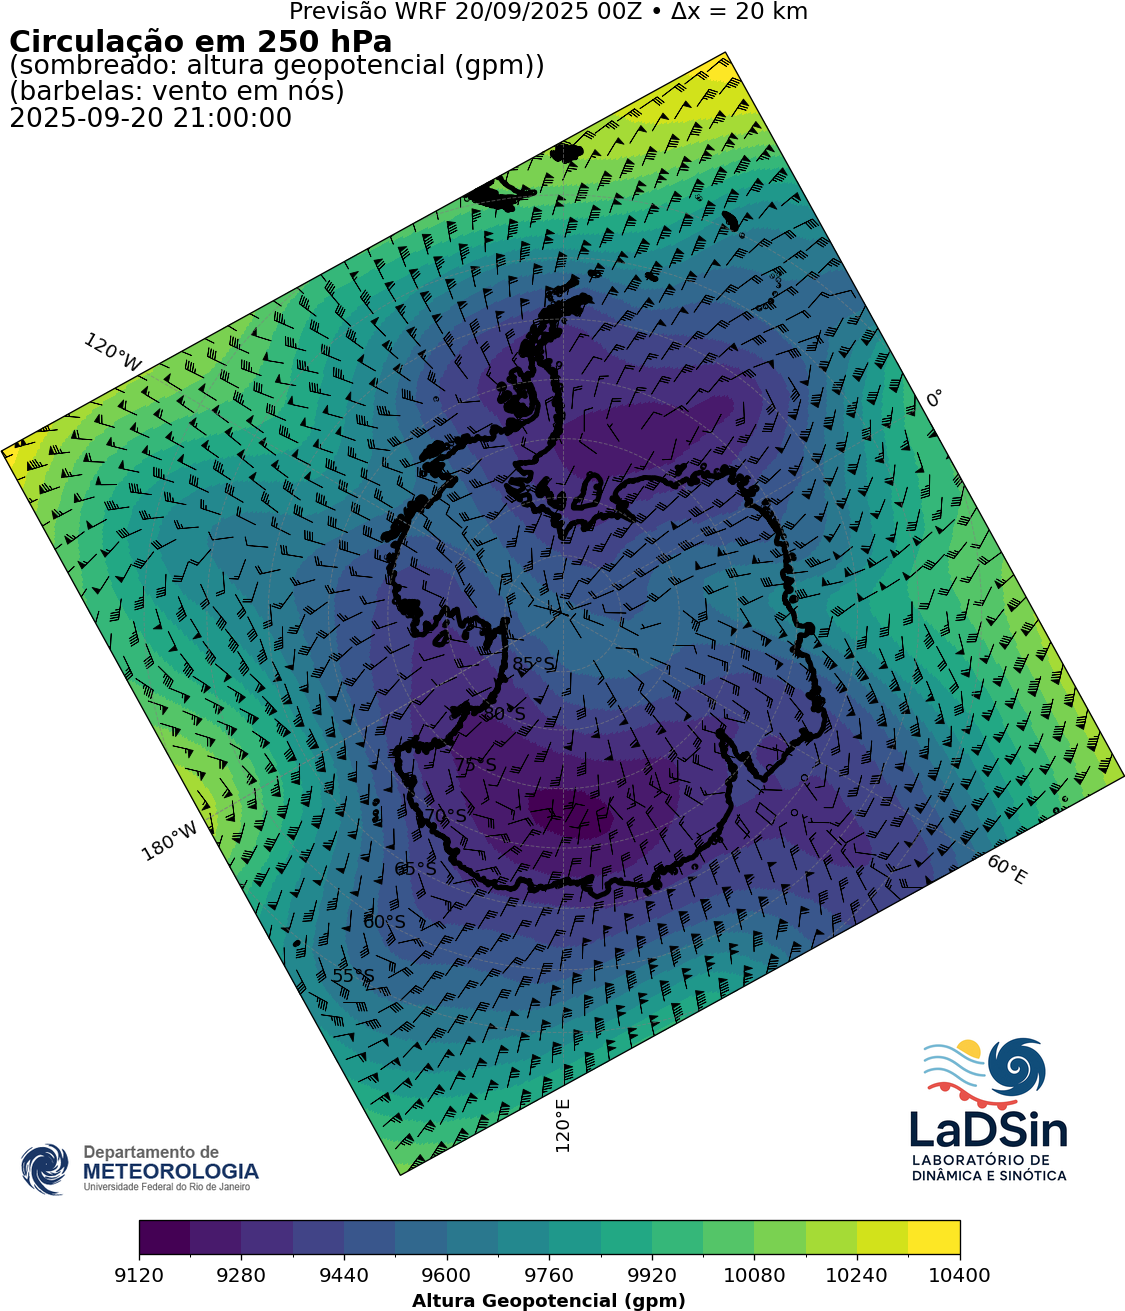 Previsão WRF 20/09/2025 00Z • Δx = 20 km
Circulação em 250 hPa
(sombreado: altura geopotencial (gpm))
(barbelas: vento em nós)
2025-09-20 21:00:00
120°W
0°
85°S
80°S
75°S
70°S
65°S
60°S
55°S
180°W
60°E
120°E
Departamento de
METEOROLOGIA
Universidade Federal do Rio de Janeiro
LaDSin
LABORATÓRIO DE
DINÂMICA E SINÓTICA
9120 9280 9440 9600 9760 9920 10080 10240 10400
Altura Geopotencial (gpm)